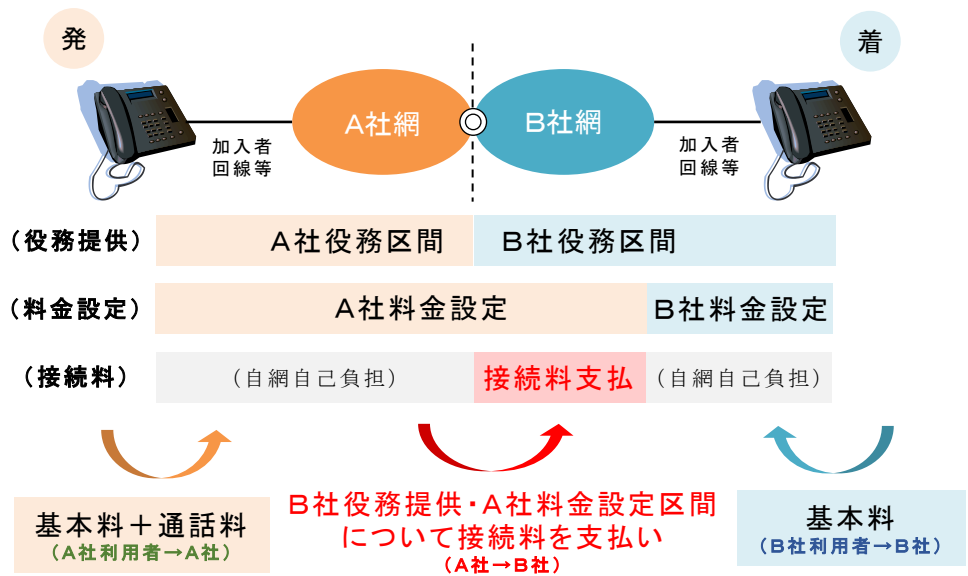 発
着
A社網
B社網
加入者
回線等
加入者
回線等
(役務提供)
A社役務区間
B社役務区間
(料金設定)
A社料金設定
B社料金設定
(接続料)
(自網自己負担)
接続料支払
(自網自己負担)
基本料+通話料
(A社利用者→A社)
B社役務提供・A社料金設定区間
について接続料を支払い
(A社→B社)
基本料
(B社利用者→B社)